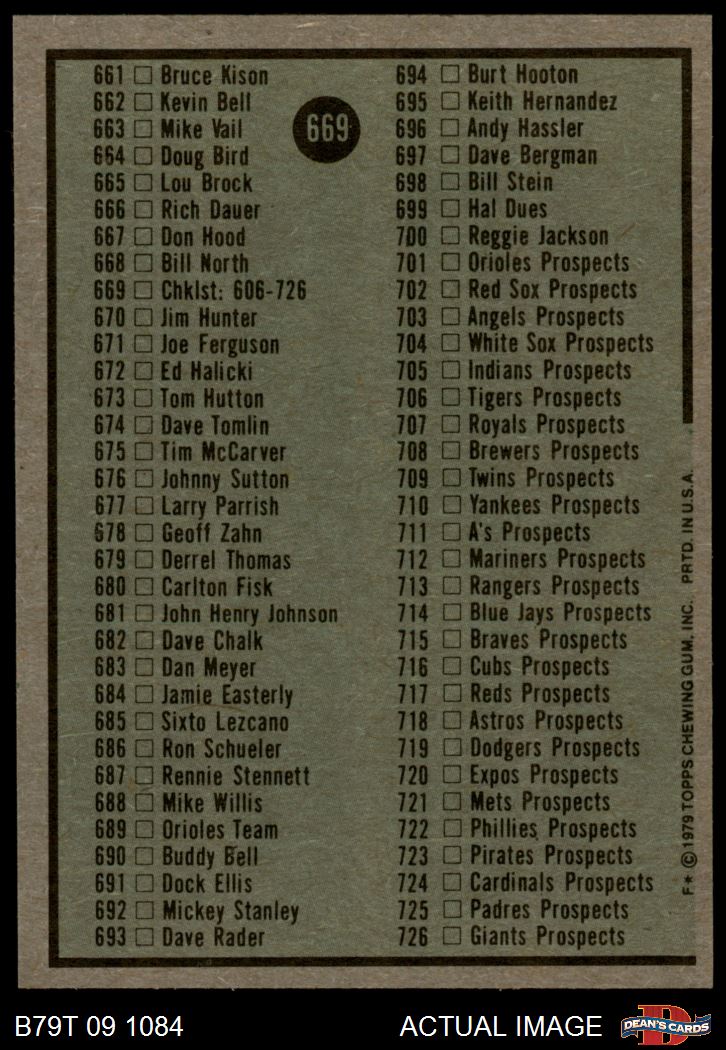 661 Bruce Kison
662 Kevin Bell
663 Mike Vail
664 Doug Bird
665 Lou Brock
666 Rich Dauer
667 Don Hood
668 Bill North
669 Chklst: 606-726
670 Jim Hunter
671 Joe Ferguson
672 Ed Halicki
673 Tom Hutton
674 Dave Tomlin
675 Tim McCarver
676 Johnny Sutton
677 Larry Parrish
678 Geoff Zahn
679 Derrel Thomas
680 Carlton Fisk
681 John Henry Johnson
682 Dave Chalk
683 Dan Meyer
684 Jamie Easterly
685 Sixto Lezcano
686 Ron Schueler
687 Rennie Stennett
688 Mike Willis
689 Orioles Team
690 Buddy Bell
691 Dock Ellis
692 Mickey Stanley
693 Dave Rader
669
694 Burt Hooton
695 Keith Hernandez
696 Andy Hassler
697 Dave Bergman
698 Bill Stein
699 Hal Dues
700 Reggie Jackson
701 Orioles Prospects
702 Red Sox Prospects
703 Angels Prospects
704 White Sox Prospects
705 Indians Prospects
706 Tigers Prospects
707 Royals Prospects
708 Brewers Prospects
709 Twins Prospects
710 Yankees Prospects
711 A's Prospects
712 Mariners Prospects
713 Rangers Prospects
714 Blue Jays Prospects
715 Braves Prospects
716 Cubs Prospects
717 Reds Prospects
718 Astros Prospects
719 Dodgers Prospects
720 Expos Prospects
721 Mets Prospects
722 Phillies Prospects
723 Pirates Prospects
724 Cardinals Prospects
725 Padres Prospects
726 Giants Prospects
F* © 1979 TOPPS CHEWING GUM, INC. PRTD. IN U.S.A.
B79T 09 1084
ACTUAL IMAGE
D
DEAN'S CARDS